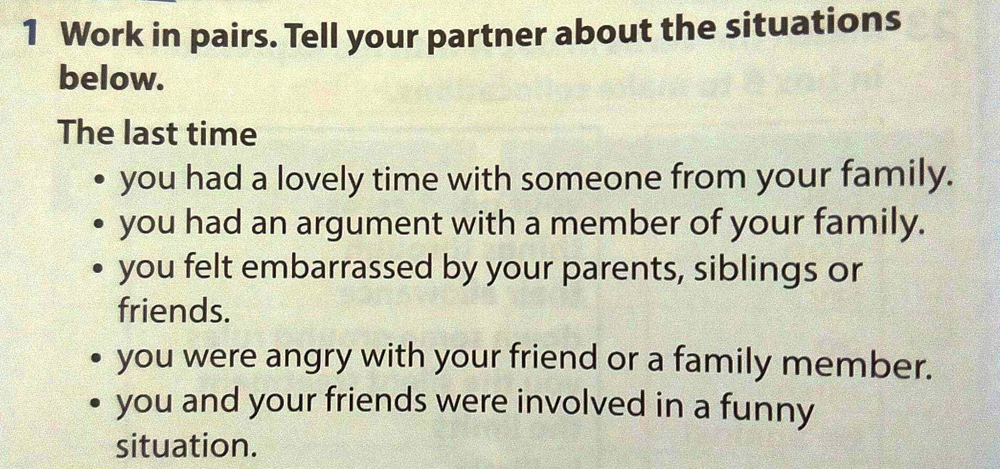 1 Work in pairs. Tell your partner about the situations
below.
The last time
• you had a lovely time with someone from your family.
• you had an argument with a member of your family.
• you felt embarrassed by your parents, siblings or
friends.
• you were angry with your friend or a family member.
• you and your friends were involved in a funny
situation.